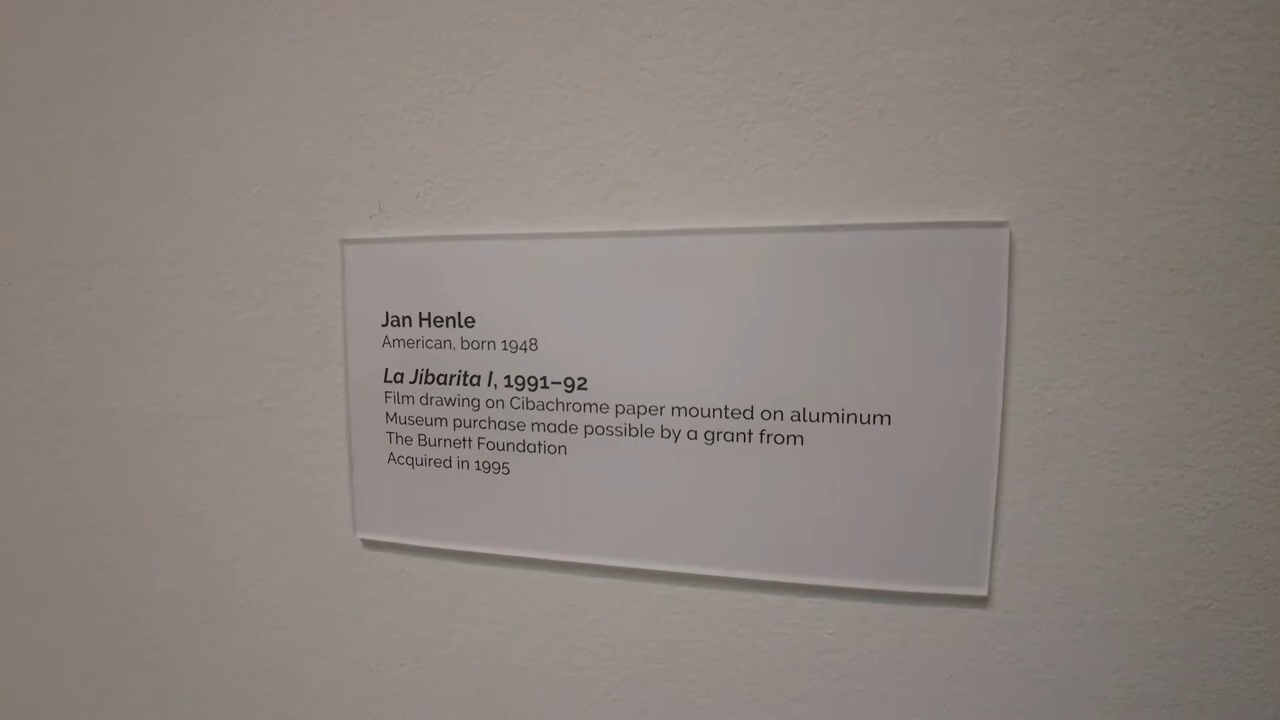 Jan Henle
American, born 1948
La Jibarita I, 1991–92
Film drawing on Cibachrome paper mounted on aluminum
Museum purchase made possible by a grant from
The Burnett Foundation
Acquired in 1995